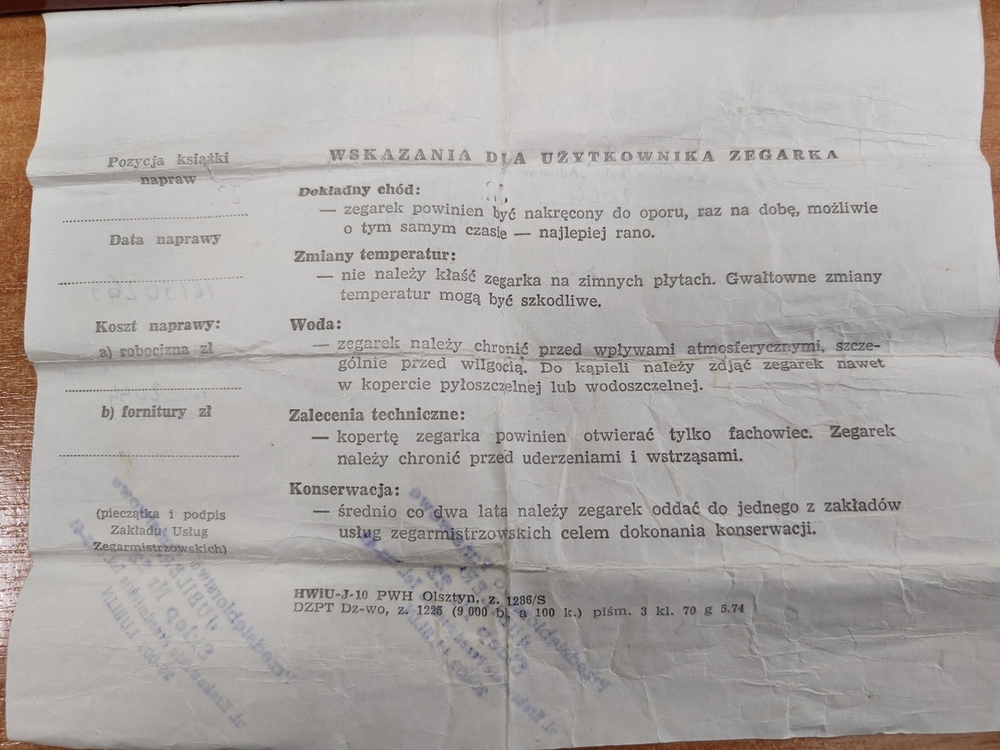 Pozycja książki
napraw
Data naprawy
Koszt naprawy:
a) robocizna zł
b) fornitury zł
(pieczątka i podpis
Zakładu Usług
Zegarmistrzowskich)
WSKAZANIA DLA UŻYTKOWNIKA ZEGARKA
Dokładny chód:
— zegarek powinien być nakręcony do oporu, raz na dobę, możliwie
o tym samym czasie — najlepiej rano.
Zmiany temperatur:
— nie należy kłaść zegarka na zimnych płytach. Gwałtowne zmiany
temperatur mogą być szkodliwe.
Woda:
— zegarek należy chronić przed wpływami atmosferycznymi, szcze-
gólnie przed wilgocią. Do kąpieli należy zdjąć zegarek nawet
w kopercie pyłoszczelnej lub wodoszczelnej.
Zalecenia techniczne:
— kopertę zegarka powinien otwierać tylko fachowiec. Zegarek
należy chronić przed uderzeniami i wstrząsami.
Konserwacja:
— średnio co dwa lata należy zegarek oddać do jednego z zakładów
usług zegarmistrzowskich celem dokonania konserwacji.
HWiU-J-10 PWH Olsztyn, z. 1286/S
DZPT Dz-wo, z. 1225 (9 000 bl. a 100 k.) piśm. 3 kl. 70 g 5.74